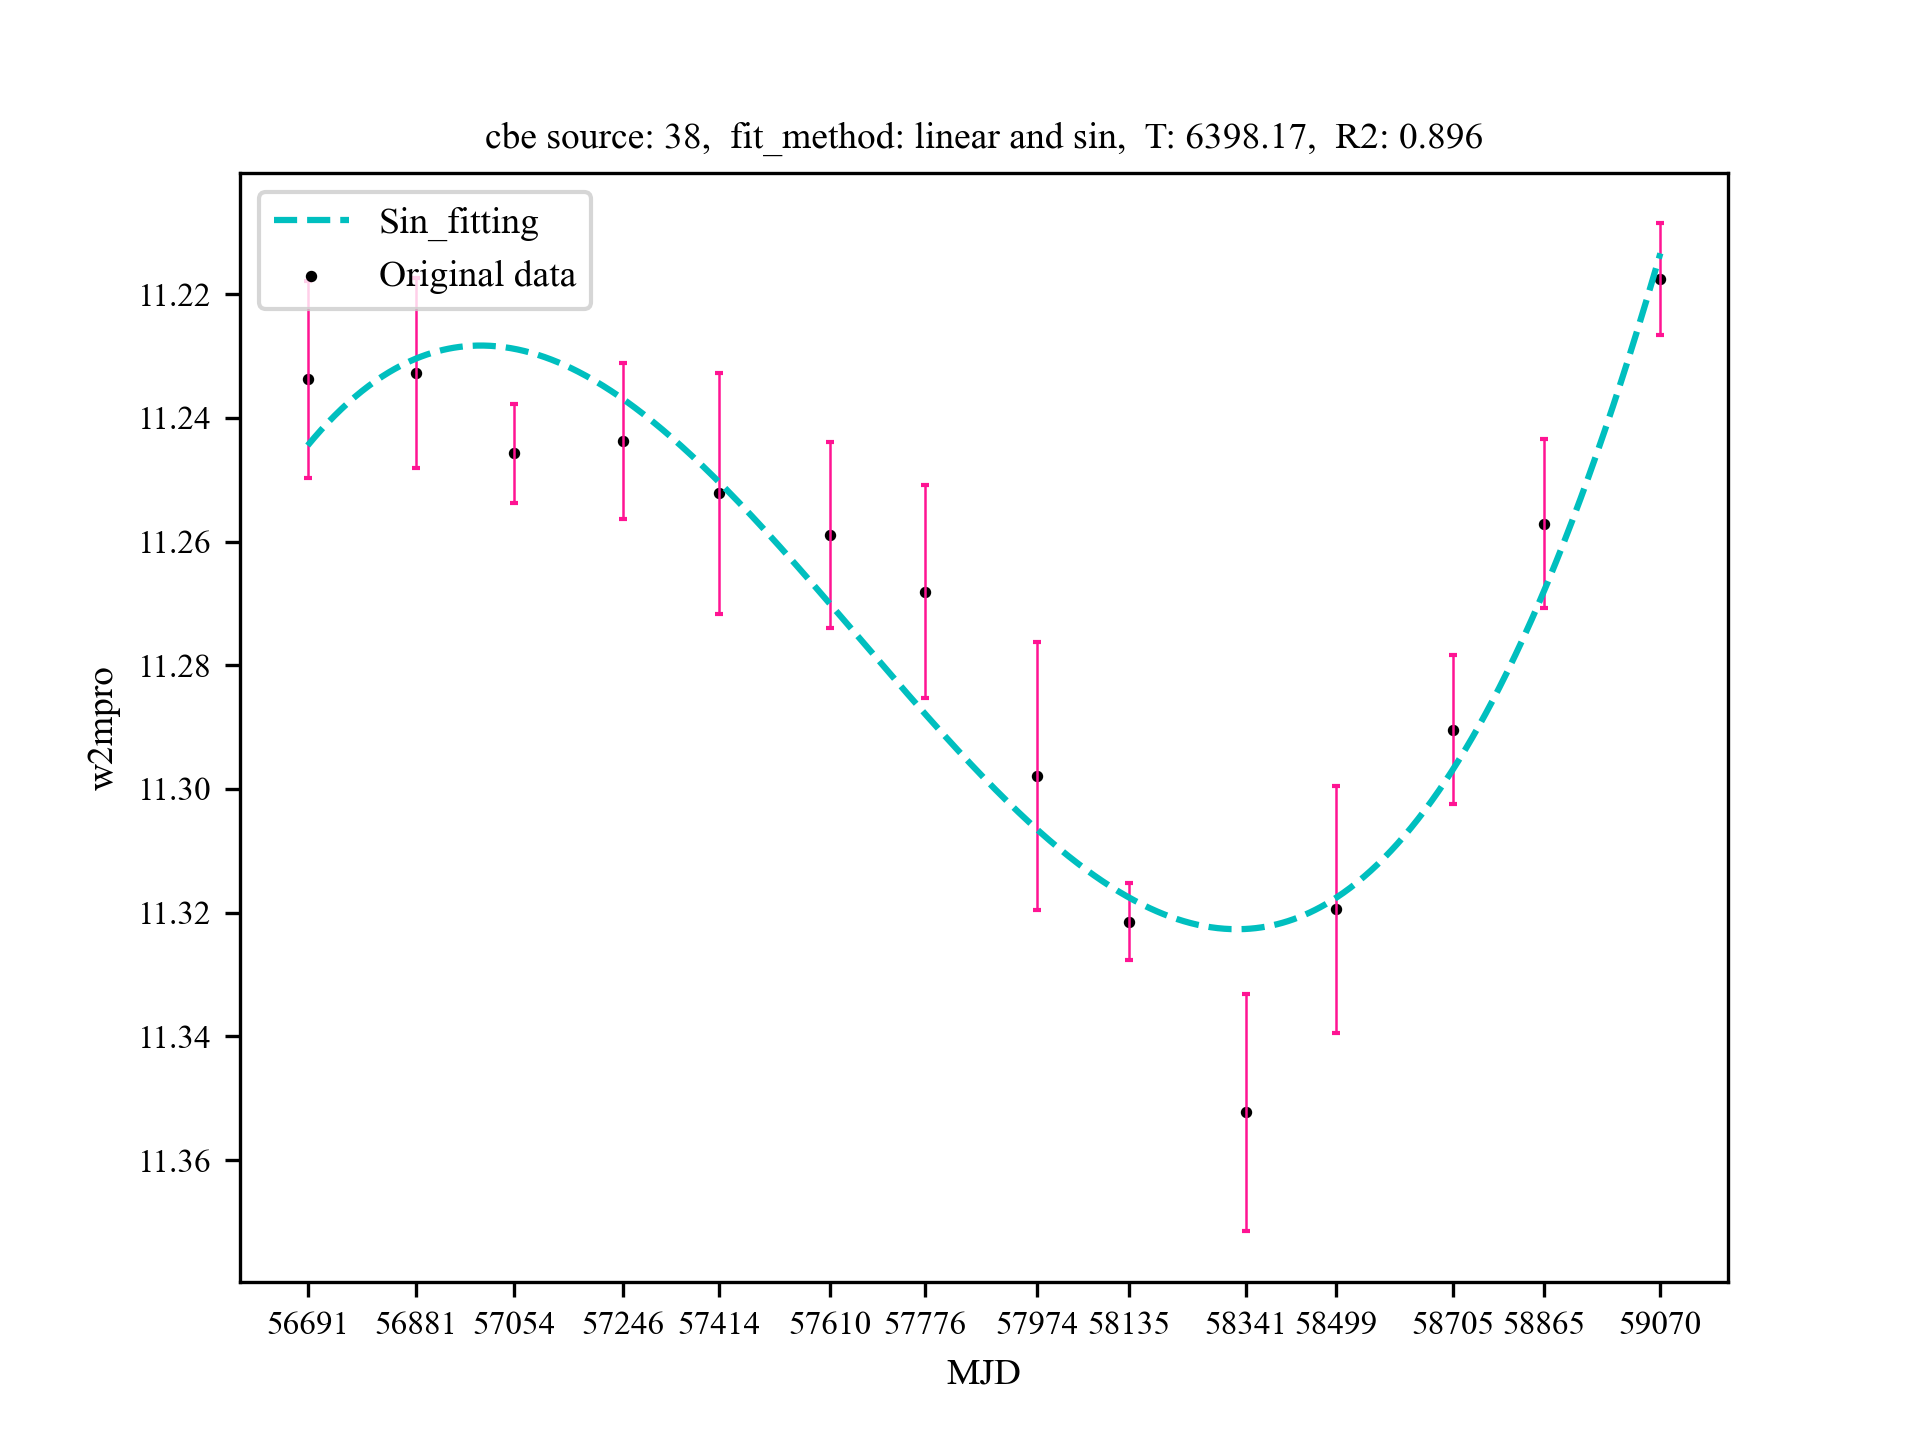 cbe source: 38, fit_method: linear and sin, T: 6398.17, R2: 0.896
Sin_fitting
Original data
11.22
11.24
11.26
11.28
11.30
11.32
11.34
11.36
w2mpro
56691 56881 57054 57246 57414 57610 57776 57974 58135 58341 58499 58705 58865 59070
MJD